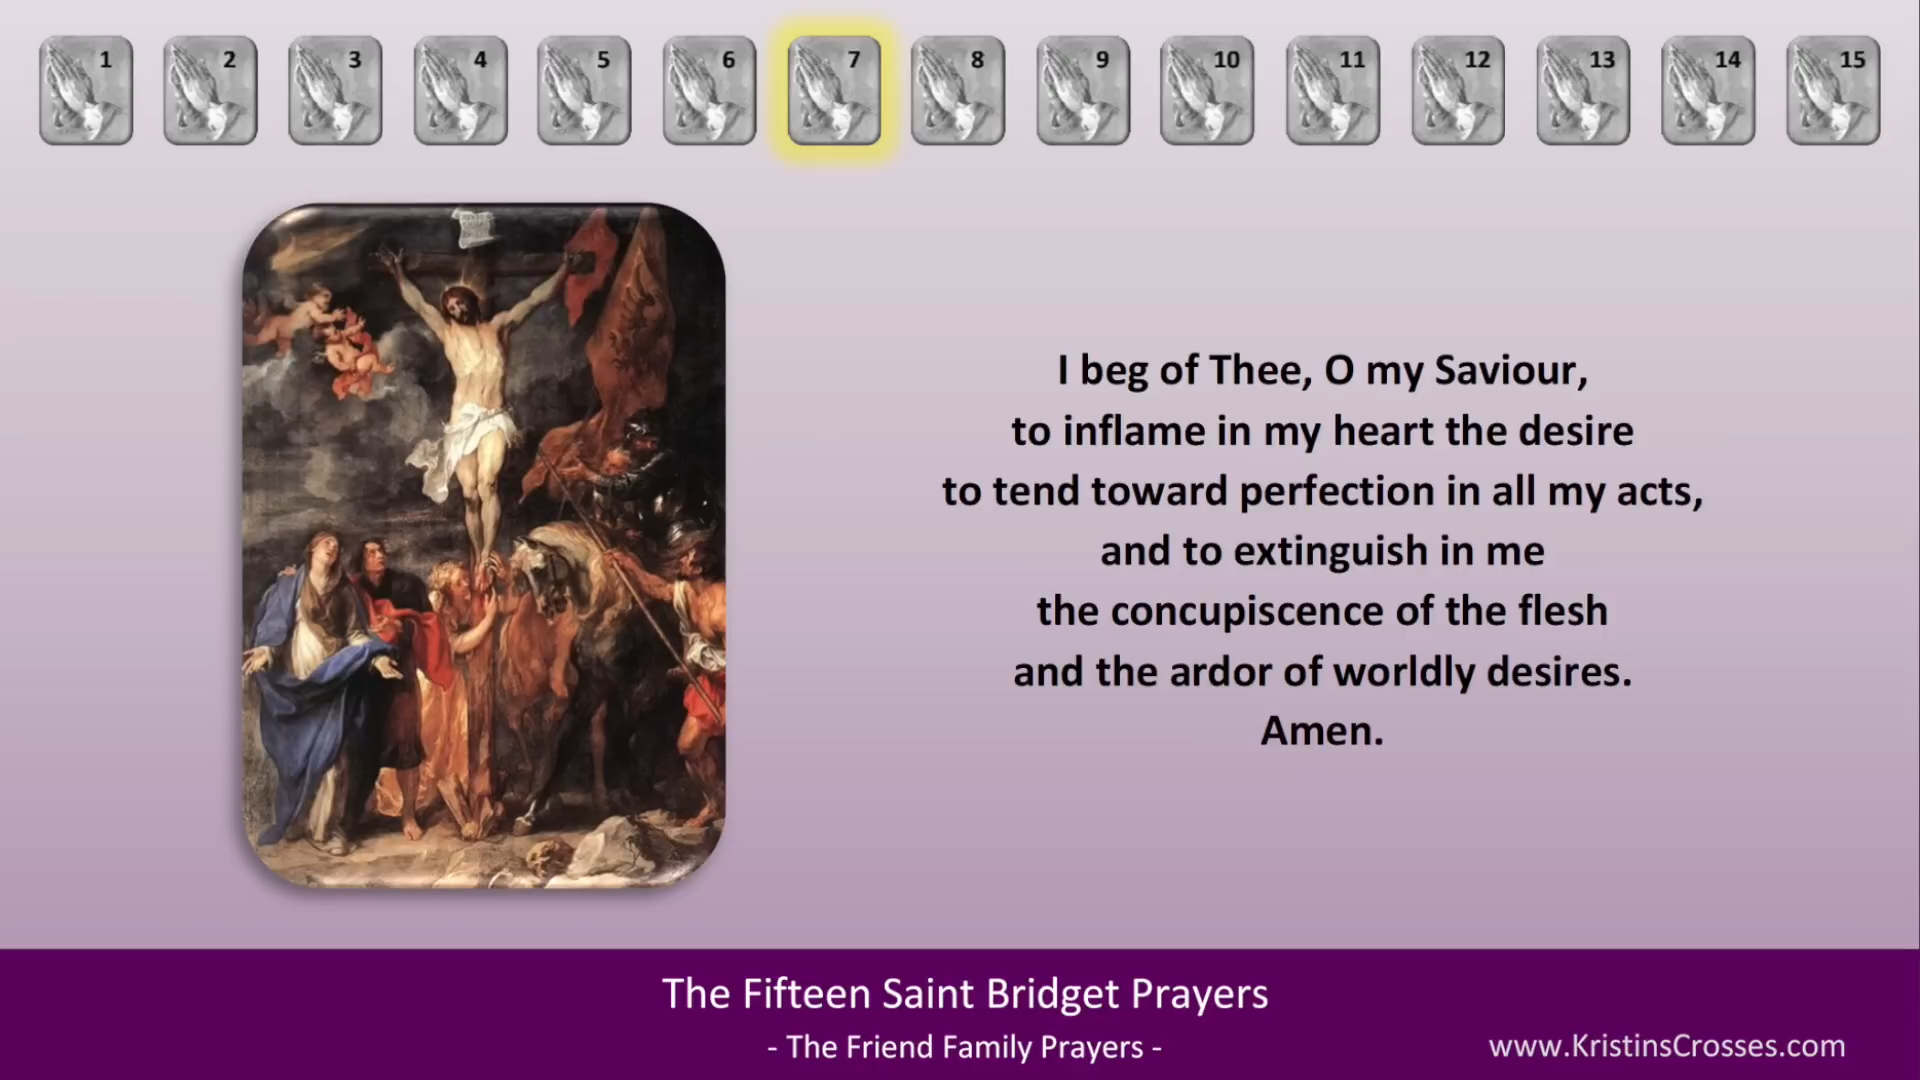 1 2 3 4 5 6 7 8 9 10 11 12 13 14 15
I beg of Thee, O my Saviour,
to inflame in my heart the desire
to tend toward perfection in all my acts,
and to extinguish in me
the concupiscence of the flesh
and the ardor of worldly desires.
Amen.
The Fifteen Saint Bridget Prayers
- The Friend Family Prayers -
www.KristinsCrosses.com